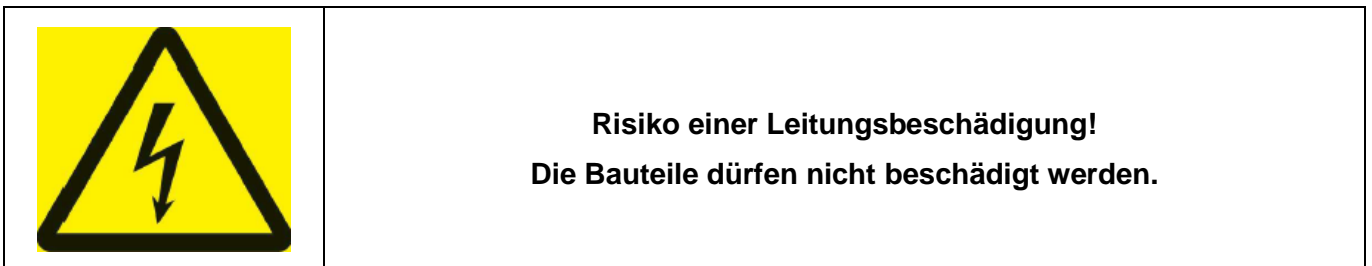 Risiko einer Leitungsbeschädigung!
Die Bauteile dürfen nicht beschädigt werden.